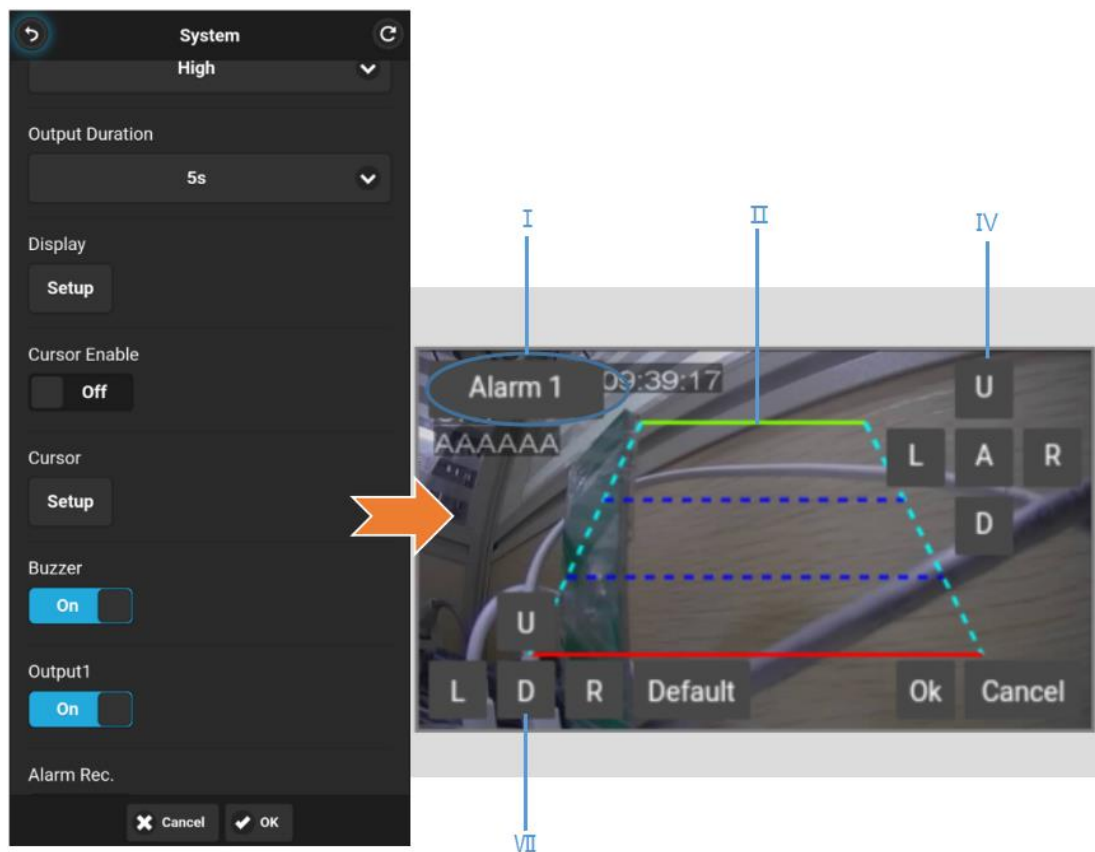 System
High
Output Duration
5s
Display
Setup
Cursor Enable
Off
Cursor
Setup
Buzzer
On
Output1
On
Alarm Rec.
Cancel OK
I II IV
Alarm 1 09:39:17
AAAAAA
U
L A R
D
U
L D R Default Ok Cancel
VII